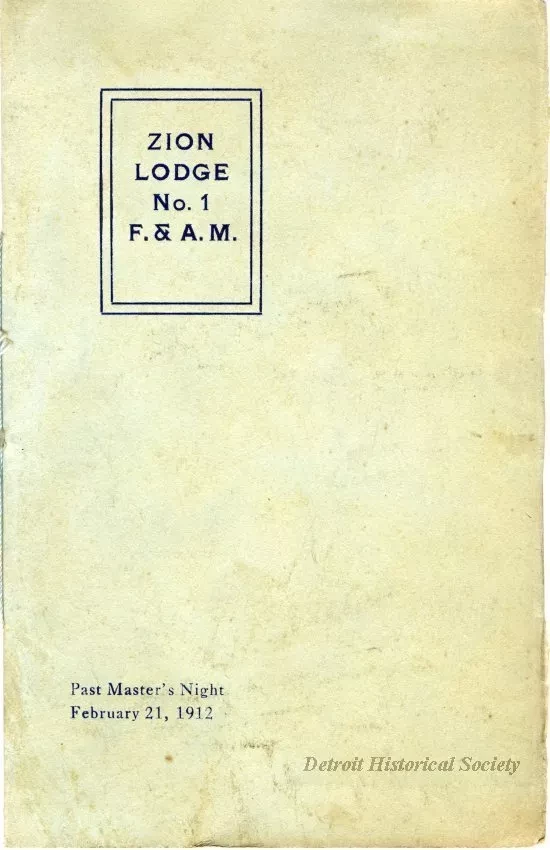 ZION
LODGE
No. 1
F. & A. M.
Past Master's Night
February 21, 1912
Detroit Historical Society